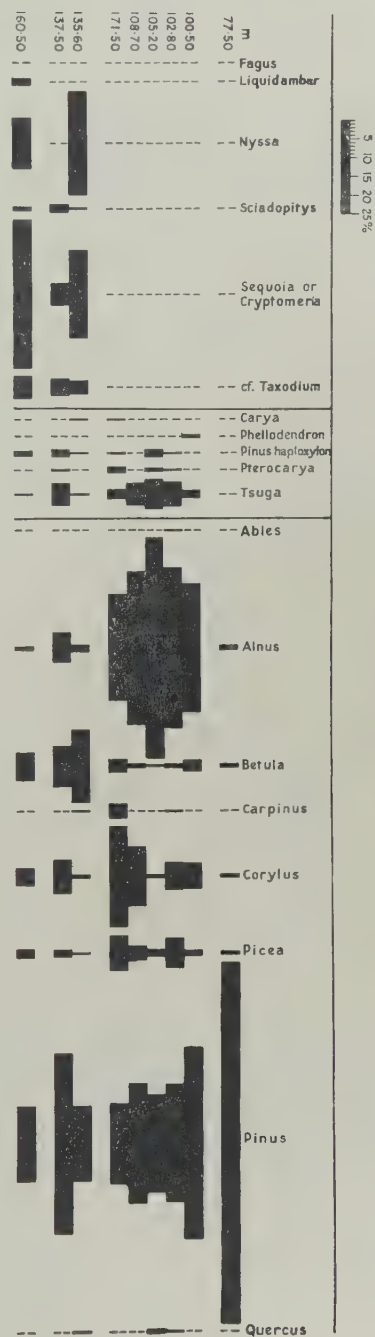 5 10 15 20 25%
m
77·50
100·50
102·80
105·20
108·70
171·50
135·60
137·50
160·50
Fagus
Liquidambar
Nyssa
Sciadopitys
Sequoia or
Cryptomeria
cf. Taxodium
Carya
Phellodendron
Pinus haploxylon
Pterocarya
Tsuga
Abies
Alnus
Betula
Carpinus
Corylus
Picea
Pinus
Quercus